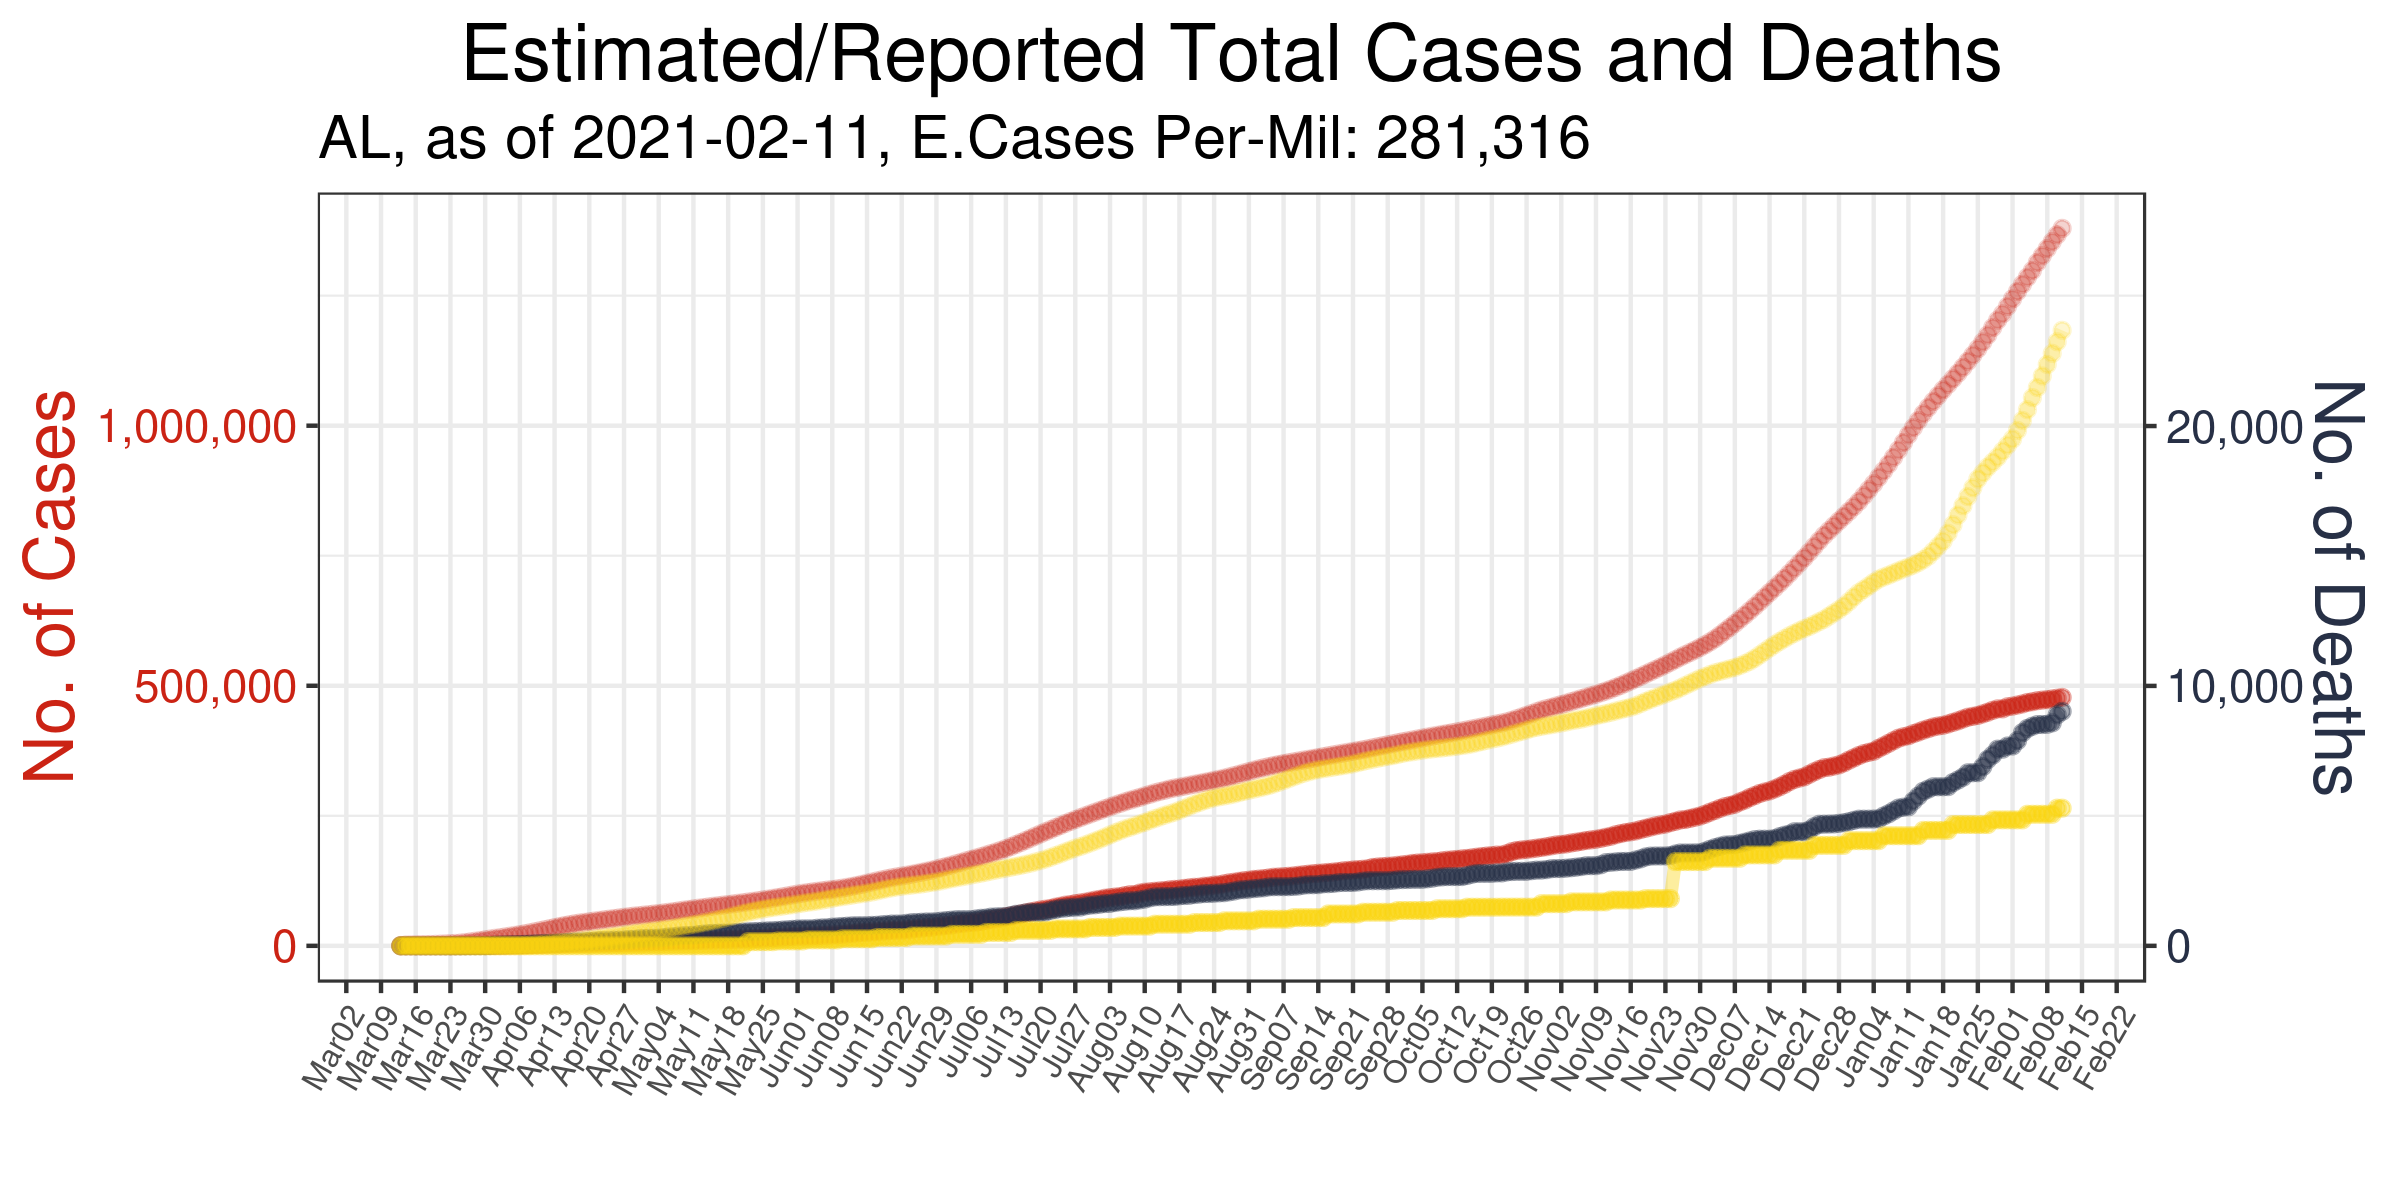 Estimated/Reported Total Cases and Deaths
AL, as of 2021-02-11, E.Cases Per-Mil: 281,316
No. of Cases
1,000,000
500,000
0
20,000
10,000
0
No. of Deaths
Mar02
Mar09
Mar16
Mar23
Mar30
Apr06
Apr13
Apr20
Apr27
May04
May11
May18
May25
Jun01
Jun08
Jun15
Jun22
Jun29
Jul06
Jul13
Jul20
Jul27
Aug03
Aug10
Aug17
Aug24
Aug31
Sep07
Sep14
Sep21
Sep28
Oct05
Oct12
Oct19
Oct26
Nov02
Nov09
Nov16
Nov23
Nov30
Dec07
Dec14
Dec21
Dec28
Jan04
Jan11
Jan18
Jan25
Feb01
Feb08
Feb15
Feb22